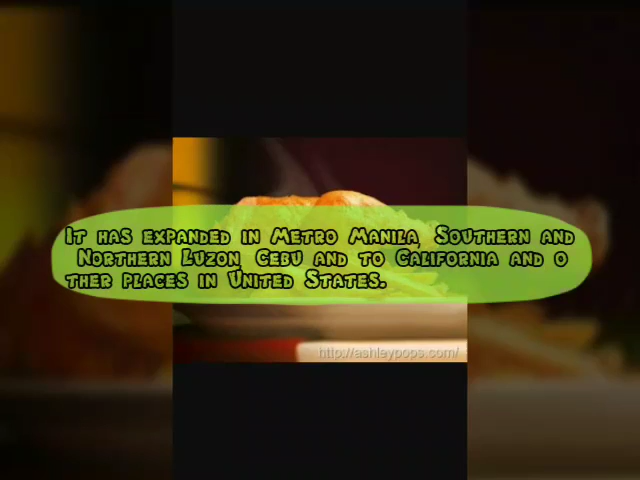 It has expanded in Metro Manila, Southern and
Northern Luzon, Cebu and to California and o
ther places in United States.
http://ashleypops.com/